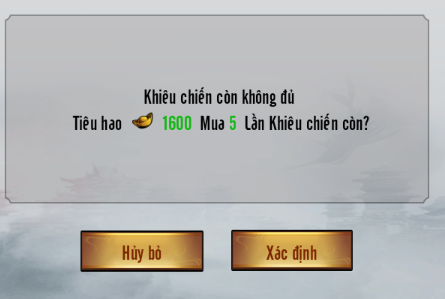 Khiêu chiến còn không đủ
Tiêu hao 1600 Mua 5 Lần Khiêu chiến còn?
Hủy bỏ
Xác định